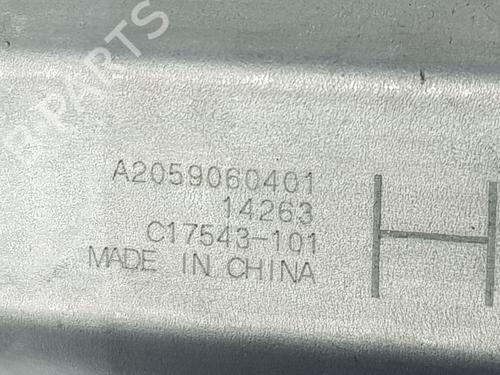 B-PARTS
A2059060401
14263
C17543-101
MADE IN CHINA
H